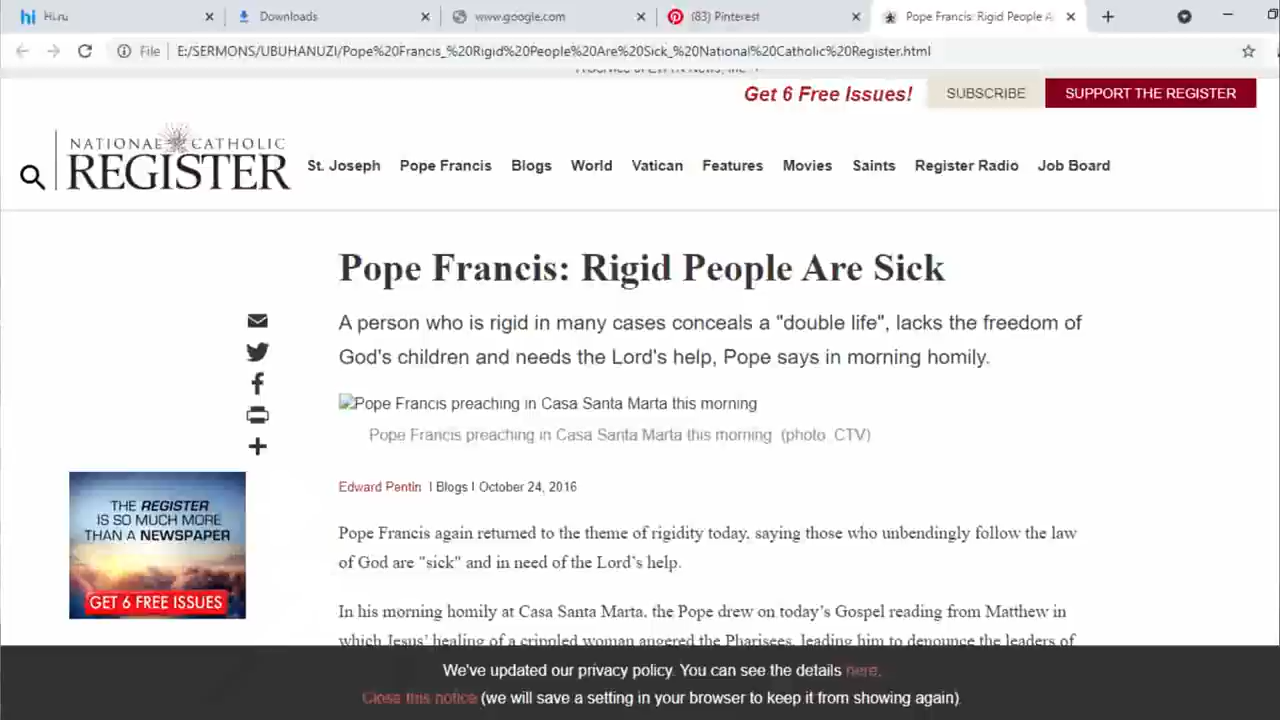 Hi.ru
Downloads
www.google.com
(83) Pinterest
Pope Francis: Rigid People A
File
E:/SERMONS/UBUHANUZI/Pope%20Francis_%20Rigid%20People%20Are%20Sick_%20National%20Catholic%20Register.html
Get 6 Free Issues!
SUBSCRIBE
SUPPORT THE REGISTER
NATIONAL CATHOLIC
REGISTER
St. Joseph Pope Francis Blogs World Vatican Features Movies Saints Register Radio Job Board
Pope Francis: Rigid People Are Sick
A person who is rigid in many cases conceals a "double life", lacks the freedom of
God's children and needs the Lord's help, Pope says in morning homily.
Pope Francis preaching in Casa Santa Marta this morning
Pope Francis preaching in Casa Santa Marta this morning (photo CTV)
THE REGISTER
IS SO MUCH MORE
THAN A NEWSPAPER
GET 6 FREE ISSUES
Edward Pentin | Blogs | October 24, 2016
Pope Francis again returned to the theme of rigidity today, saying those who unbendingly follow the law
of God are "sick" and in need of the Lord's help.
In his morning homily at Casa Santa Marta, the Pope drew on today's Gospel reading from Matthew in
which Jesus' healing of a crippled woman angered the Pharisees, leading him to denounce the leaders of
We've updated our privacy policy. You can see the details here.
Close this notice (we will save a setting in your browser to keep it from showing again).